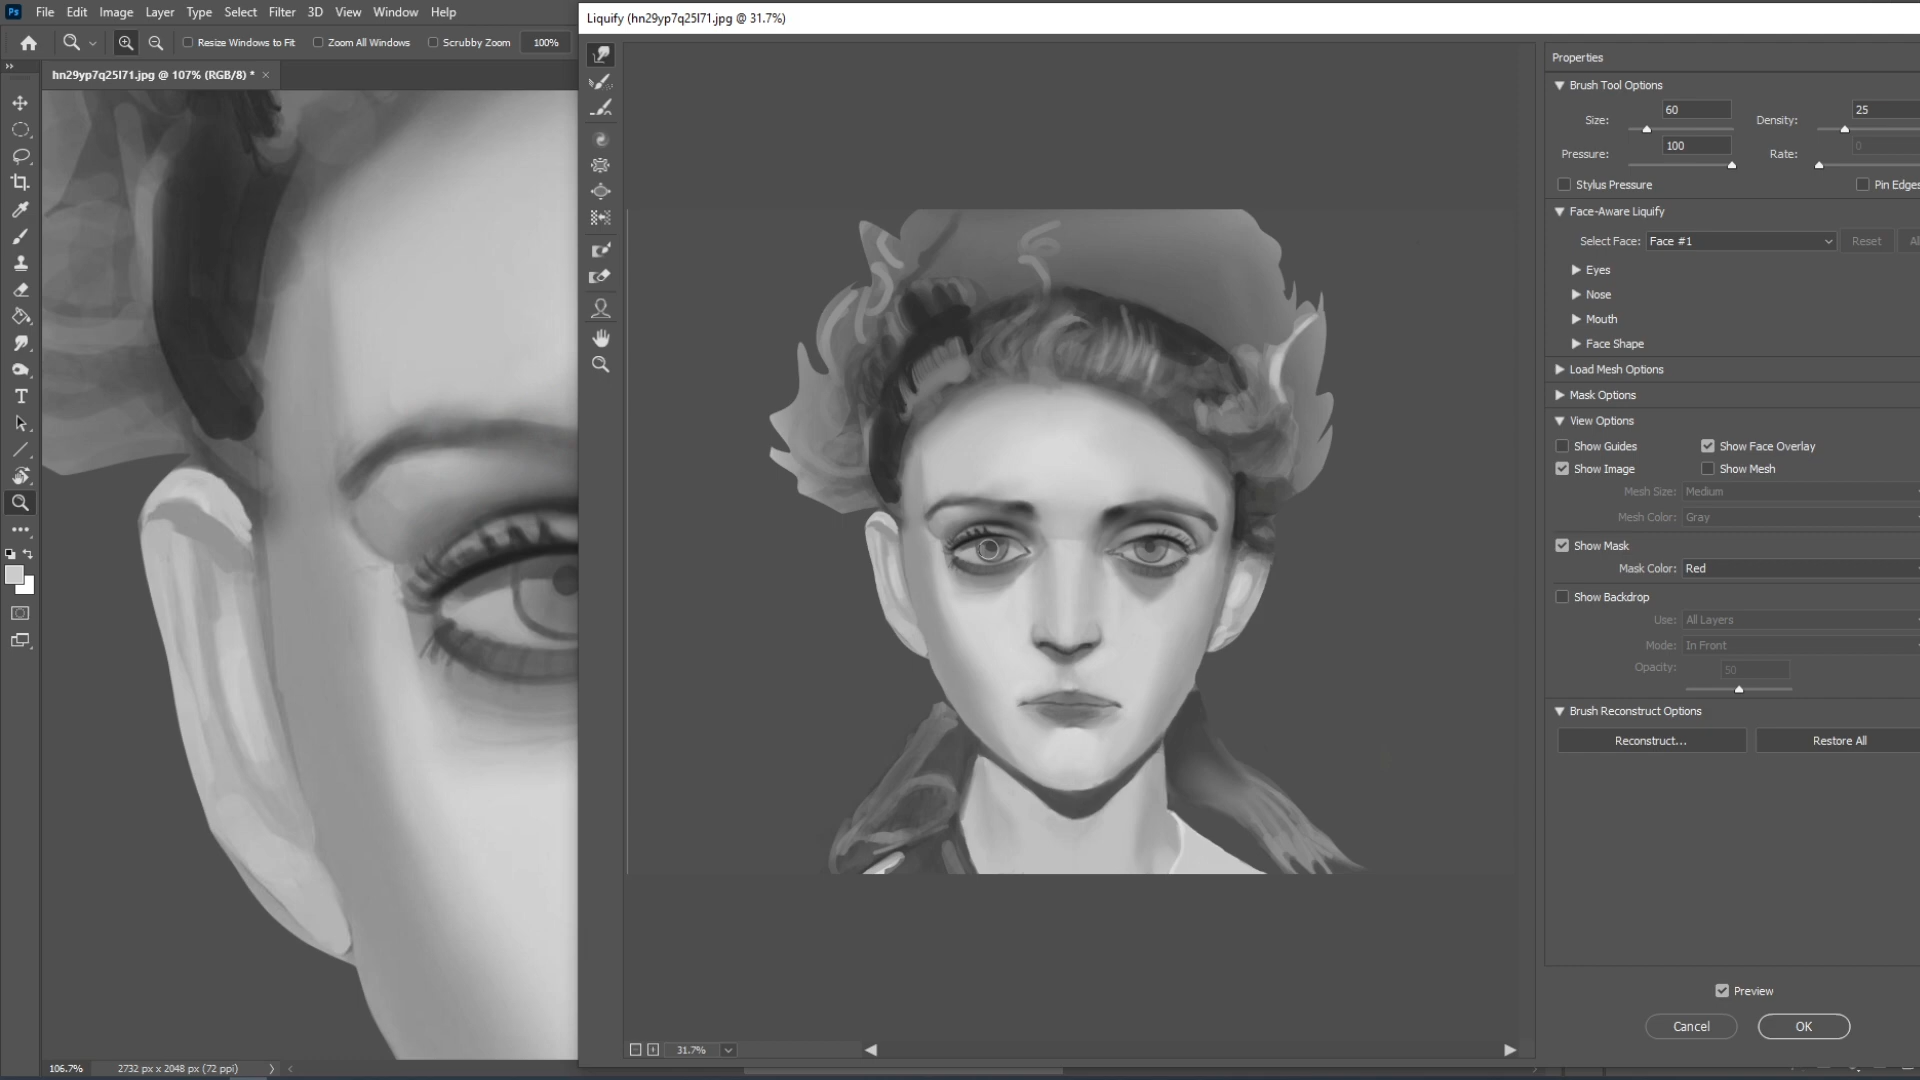 Ps File Edit Image Layer Type Select Filter 3D View Window Help
Liquify (hn29yp7q25l71.jpg @ 31.7%)
Resize Windows to Fit Zoom All Windows Scrubby Zoom 100%
hn29yp7q25l71.jpg @ 107% (RGB/8) * ×
Properties
Brush Tool Options
Size: 60 Density: 25
Pressure: 100 Rate: 0
Stylus Pressure Pin Edges
Face-Aware Liquify
Select Face: Face #1 Reset Al
Eyes
Nose
Mouth
Face Shape
Load Mesh Options
Mask Options
View Options
Show Guides Show Face Overlay
Show Image Show Mesh
Mesh Size: Medium
Mesh Color: Gray
Show Mask
Mask Color: Red
Show Backdrop
Use: All Layers
Mode: In Front
Opacity: 50
Brush Reconstruct Options
Reconstruct... Restore All
Preview
Cancel OK
31.7%
106.7% 2732 px x 2048 px (72 ppi)